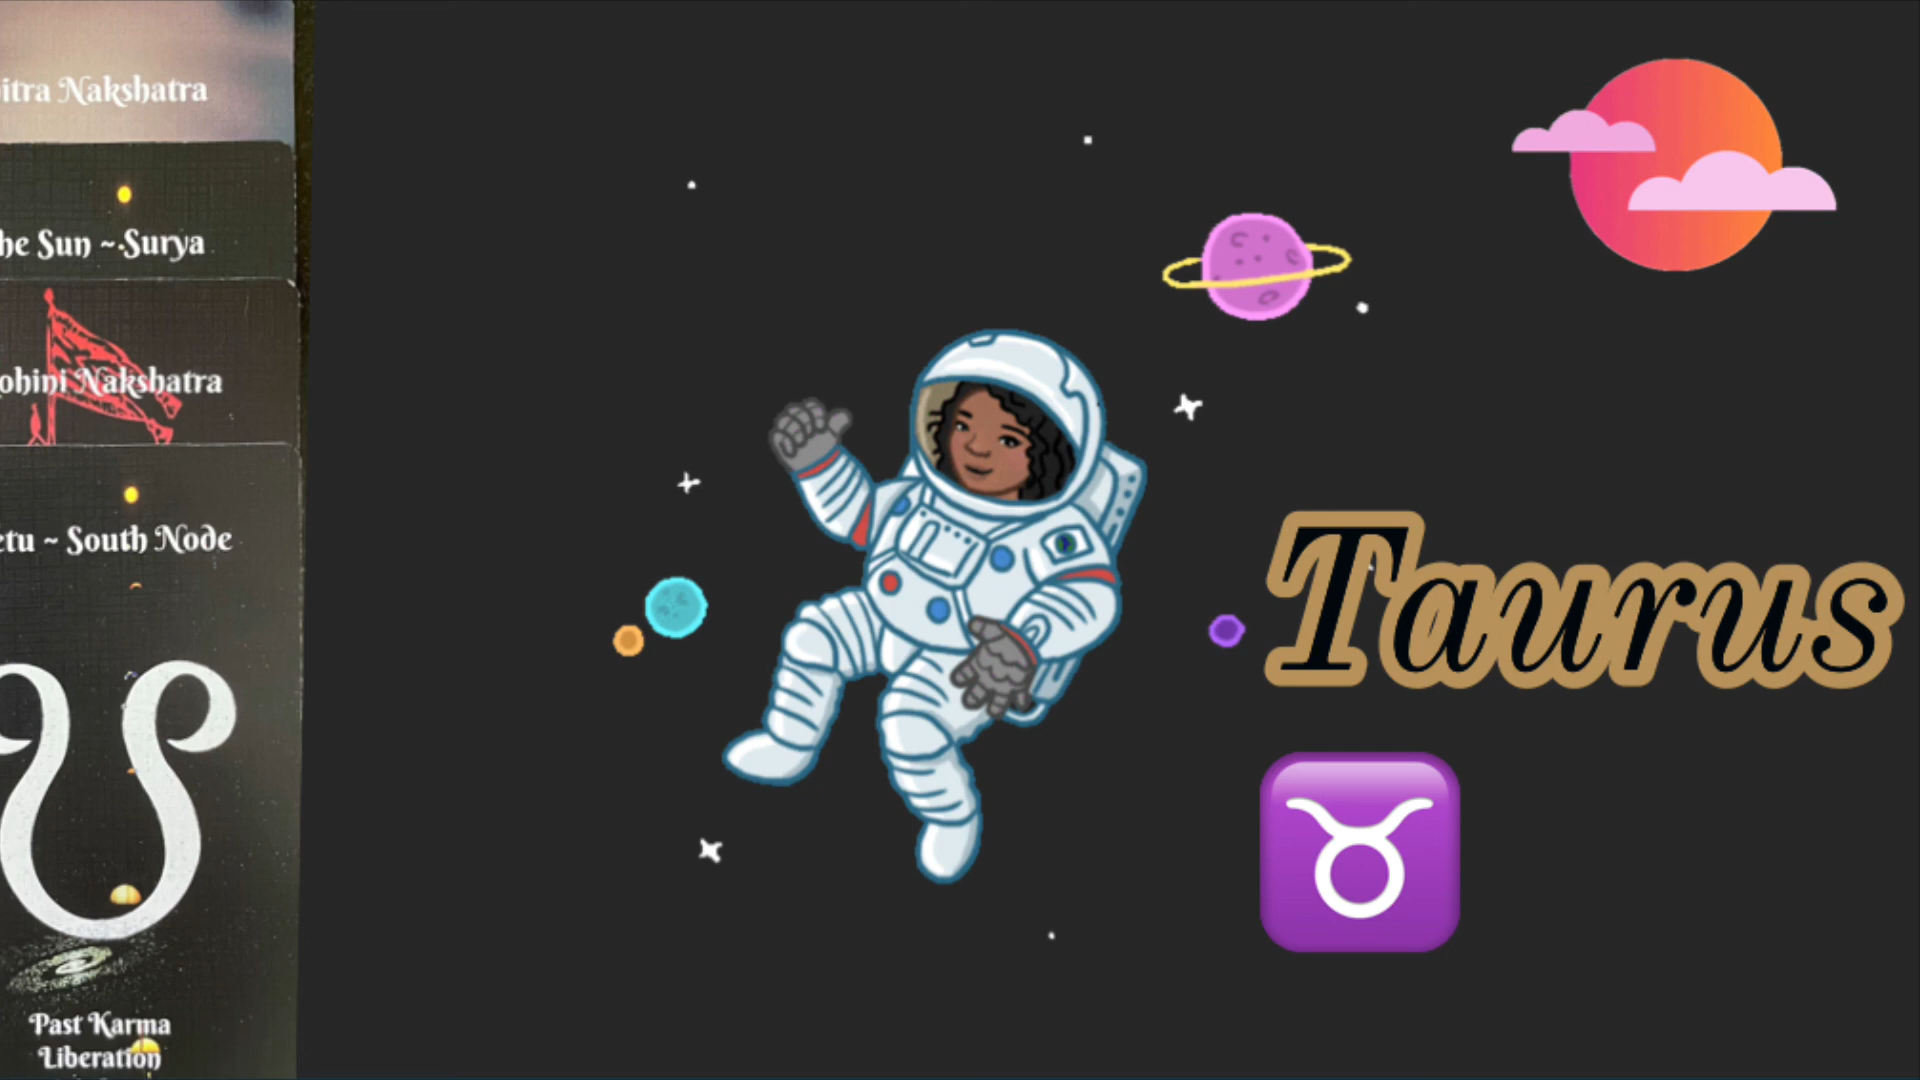 itra Nakshatra
he Sun ~ Surya
ohini Nakshatra
etu ~ South Node
Past Karma
Liberation
Taurus